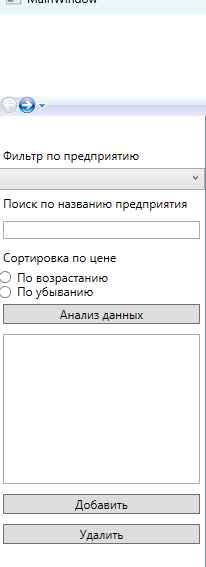 MainWindow
Фильтр по предприятию
Поиск по названию предприятия
Сортировка по цене
По возрастанию
По убыванию
Анализ данных
Добавить
Удалить